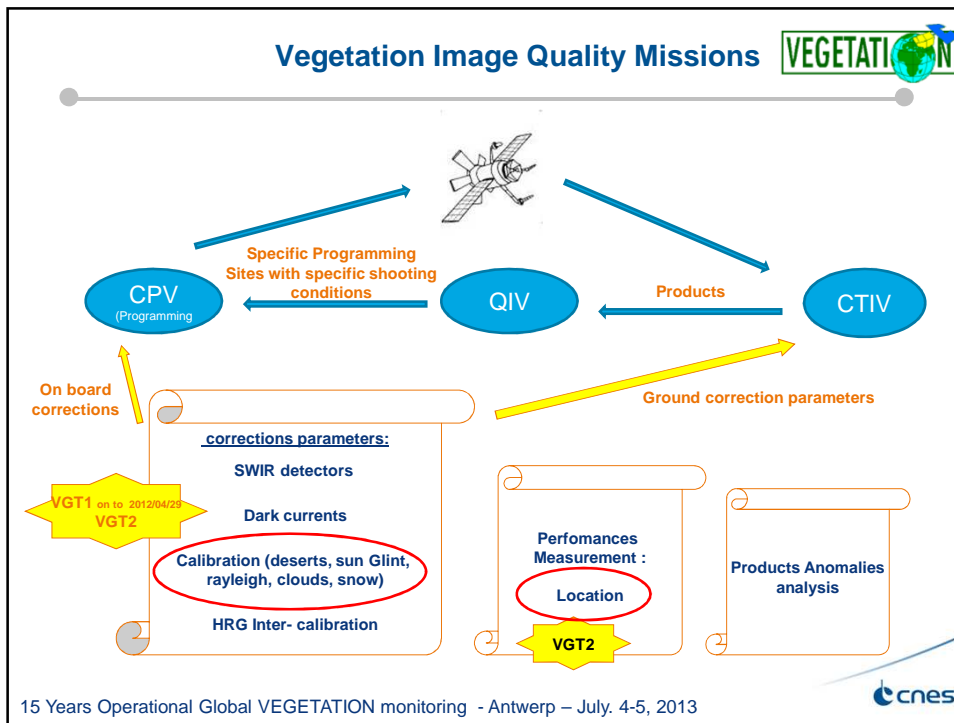 Vegetation Image Quality Missions
VEGETATION
Specific Programming
Sites with specific shooting
conditions
CPV
(Programming
QIV
Products
CTIV
On board
corrections
Ground correction parameters
corrections parameters:
SWIR detectors
VGT1 on to 2012/04/29
VGT2
Dark currents
Calibration (deserts, sun Glint,
rayleigh, clouds, snow)
HRG Inter- calibration
Perfomances
Measurement :
Location
VGT2
Products Anomalies
analysis
15 Years Operational Global VEGETATION monitoring - Antwerp – July. 4-5, 2013
cnes